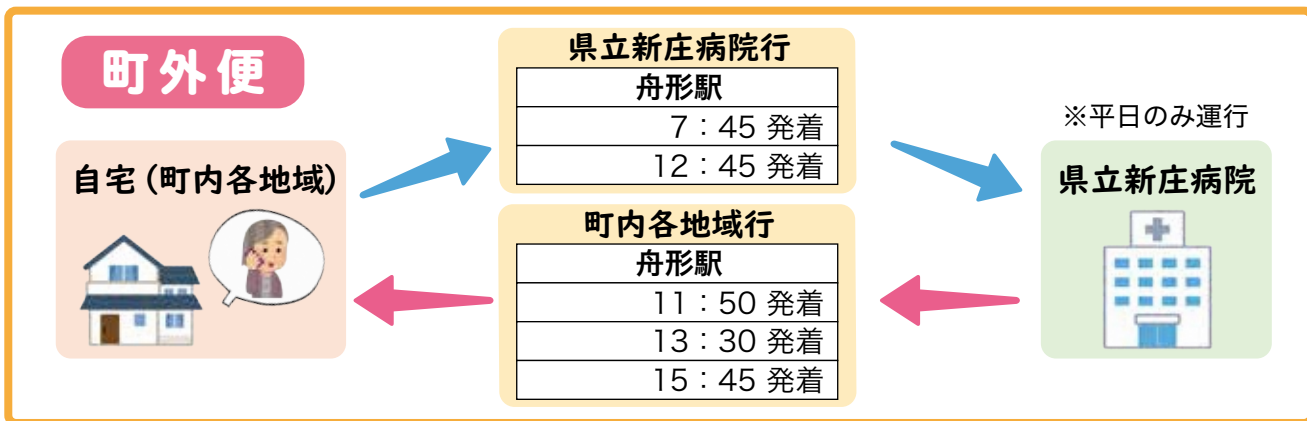 町外便
県立新庄病院行
舟形駅
7：45 発着
12：45 発着
※平日のみ運行
自宅（町内各地域）
県立新庄病院
町内各地域行
舟形駅
11：50 発着
13：30 発着
15：45 発着